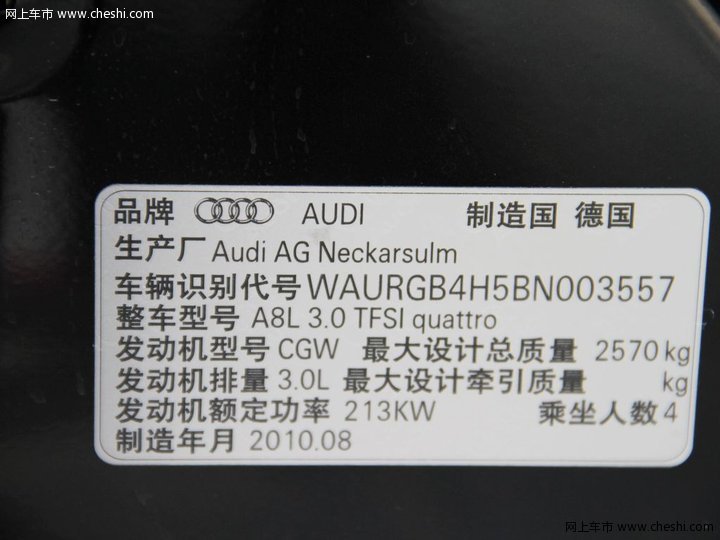 网上车市 www.cheshi.com
品牌 AUDI 制造国 德国
生产厂 Audi AG Neckarsulm
车辆识别代号 WAURGB4H5BN003557
整车型号 A8L 3.0 TFSI quattro
发动机型号 CGW 最大设计总质量 2570 kg
发动机排量 3.0L 最大设计牵引质量 kg
发动机额定功率 213KW 乘坐人数 4
制造年月 2010.08
网上车市 www.cheshi.com